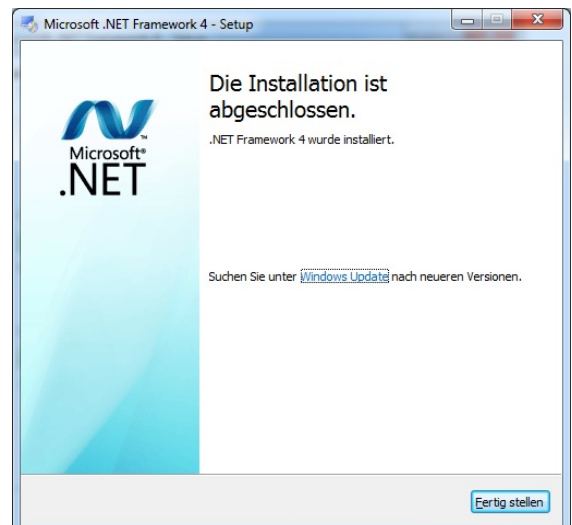 Microsoft .NET Framework 4 - Setup
Die Installation ist
abgeschlossen.
.NET Framework 4 wurde installiert.
Microsoft®
.NET™
Suchen Sie unter Windows Update nach neueren Versionen.
Fertig stellen